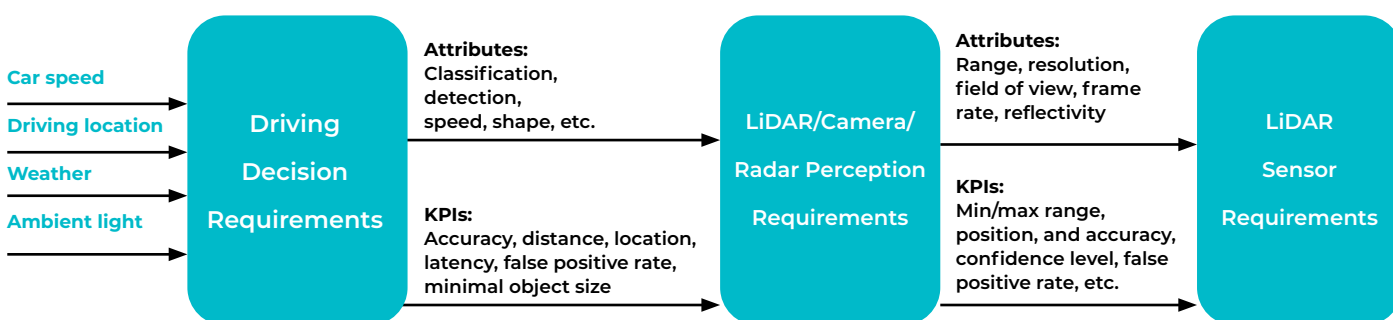 Car speed
Driving location
Weather
Ambient light
Driving
Decision
Requirements
Attributes:
Classification,
detection,
speed, shape, etc.
KPIs:
Accuracy, distance, location,
latency, false positive rate,
minimal object size
LiDAR/Camera/
Radar Perception
Requirements
Attributes:
Range, resolution,
field of view, frame
rate, reflectivity
KPIs:
Min/max range,
position, and accuracy,
confidence level, false
positive rate, etc.
LiDAR
Sensor
Requirements